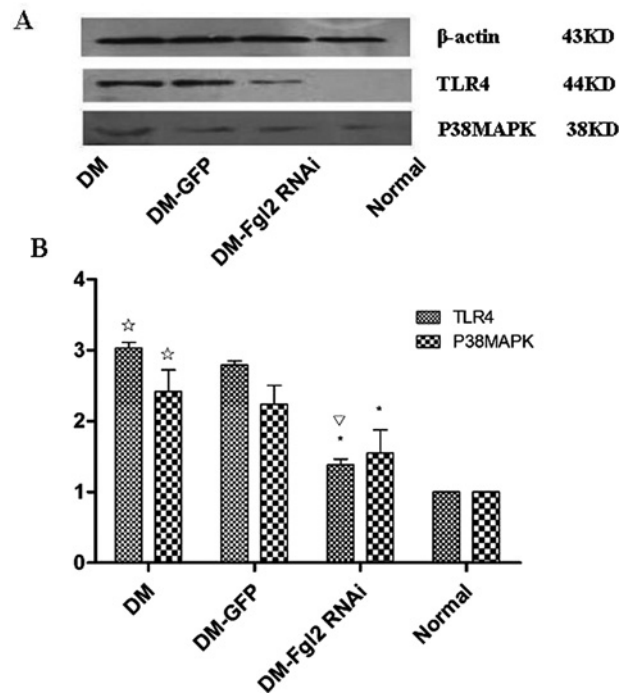 A
β-actin 43KD
TLR4 44KD
P38MAPK 38KD
DM
DM-GFP
DM-Fgl2 RNAi
Normal
B
4
3
2
1
0
☆
☆
▽
*
*
TLR4
P38MAPK
DM
DM-GFP
DM-Fgl2 RNAi
Normal